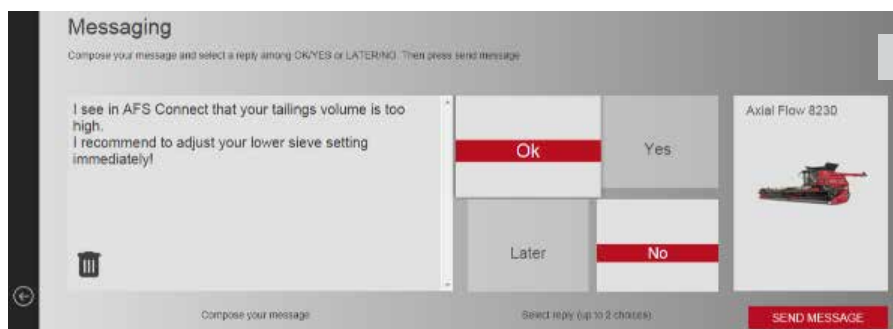 Messaging
Compose your message and select a reply among OK/YES or LATER/NO. Then press send message
I see in AFS Connect that your tailings volume is too
high.
I recommend to adjust your lower sieve setting
immediately!
Ok
Yes
Later
No
Axial Flow 8230
Compose your message
Select reply (up to 2 choices)
SEND MESSAGE